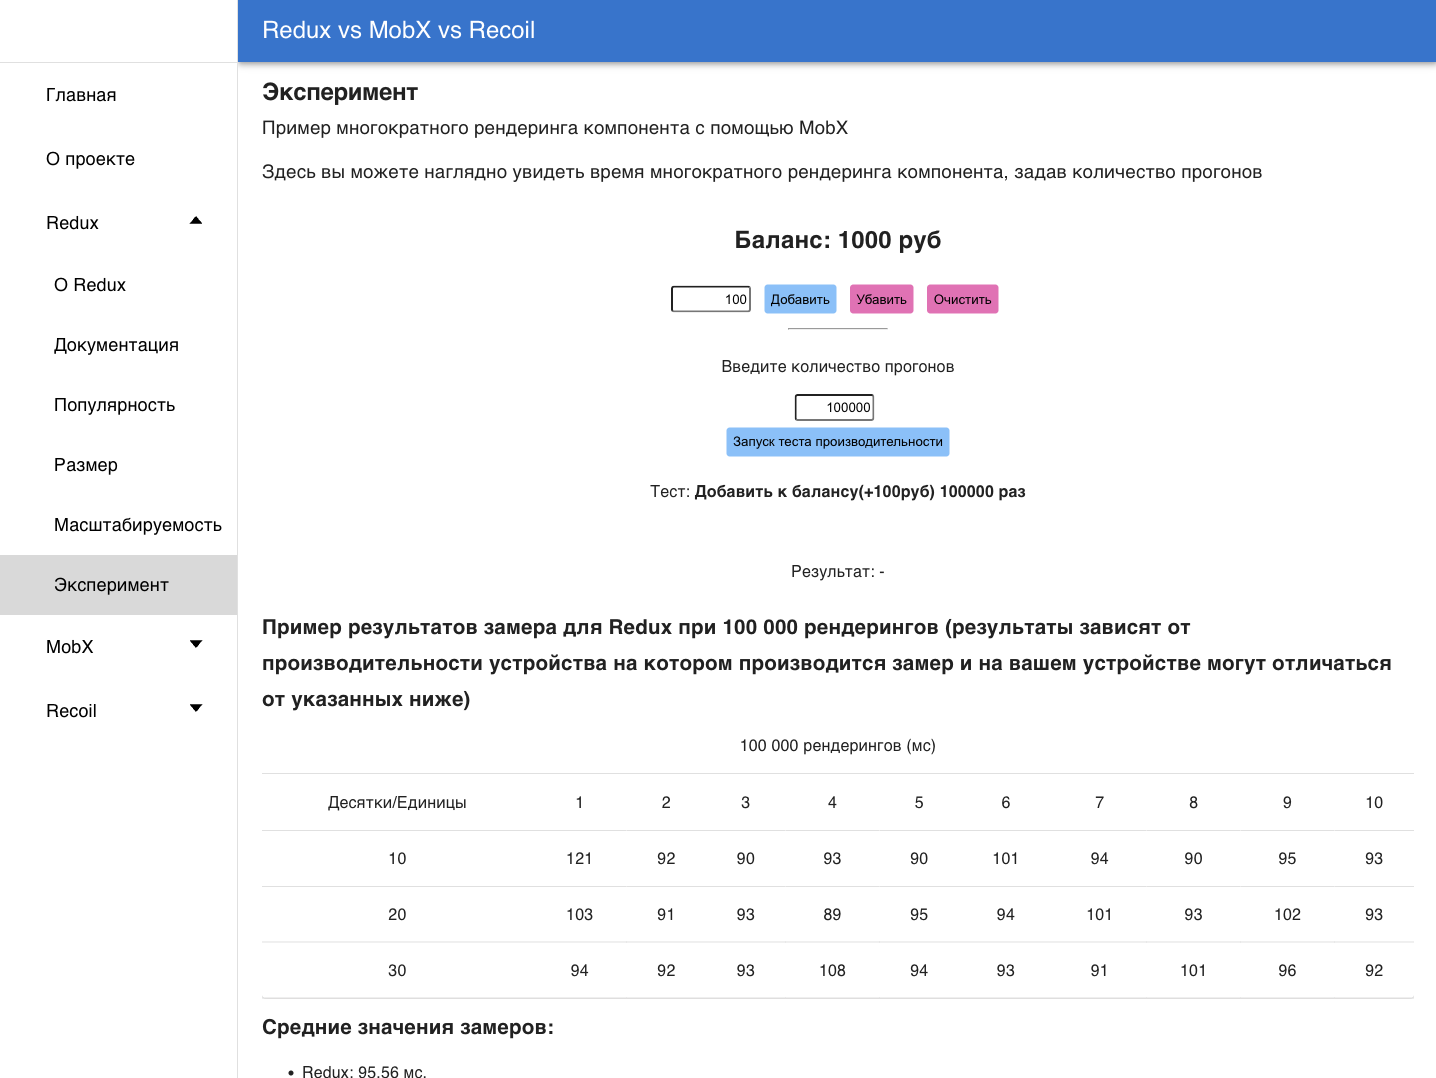 Redux vs MobX vs Recoil
Главная
О проекте
Redux
О Redux
Документация
Популярность
Размер
Масштабируемость
Эксперимент
MobX
Recoil
Эксперимент
Пример многократного рендеринга компонента с помощью MobX
Здесь вы можете наглядно увидеть время многократного рендеринга компонента, задав количество прогонов
Баланс: 1000 руб
100 Добавить Убавить Очистить
Введите количество прогонов
100000
Запуск теста производительности
Тест: Добавить к балансу(+100руб) 100000 раз
Результат: -
Пример результатов замера для Redux при 100 000 рендерингов (результаты зависят от
производительности устройства на котором производится замер и на вашем устройстве могут отличаться
от указанных ниже)
100 000 рендерингов (мс)
Десятки/Единицы 1 2 3 4 5 6 7 8 9 10
10 121 92 90 93 90 101 94 90 95 93
20 103 91 93 89 95 94 101 93 102 93
30 94 92 93 108 94 93 91 101 96 92
Средние значения замеров:
• Redux: 95.56 мс.